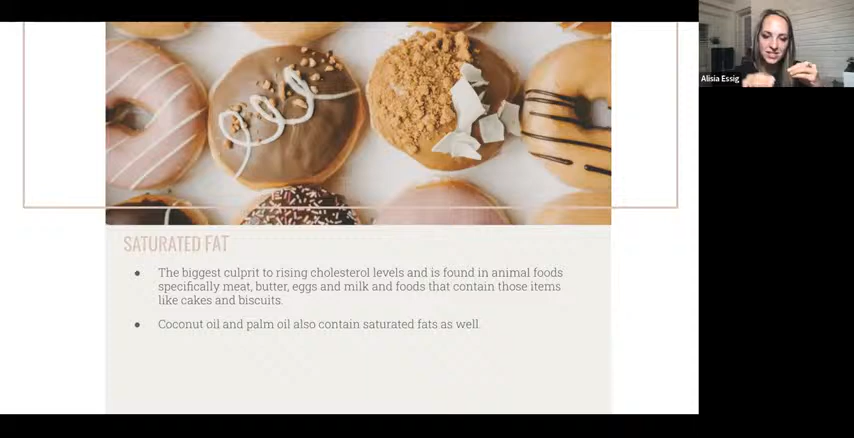 Alisia Essig
SATURATED FAT
● The biggest culprit to rising cholesterol levels and is found in animal foods
specifically meat, butter, eggs and milk and foods that contain those items
like cakes and biscuits.
● Coconut oil and palm oil also contain saturated fats as well.